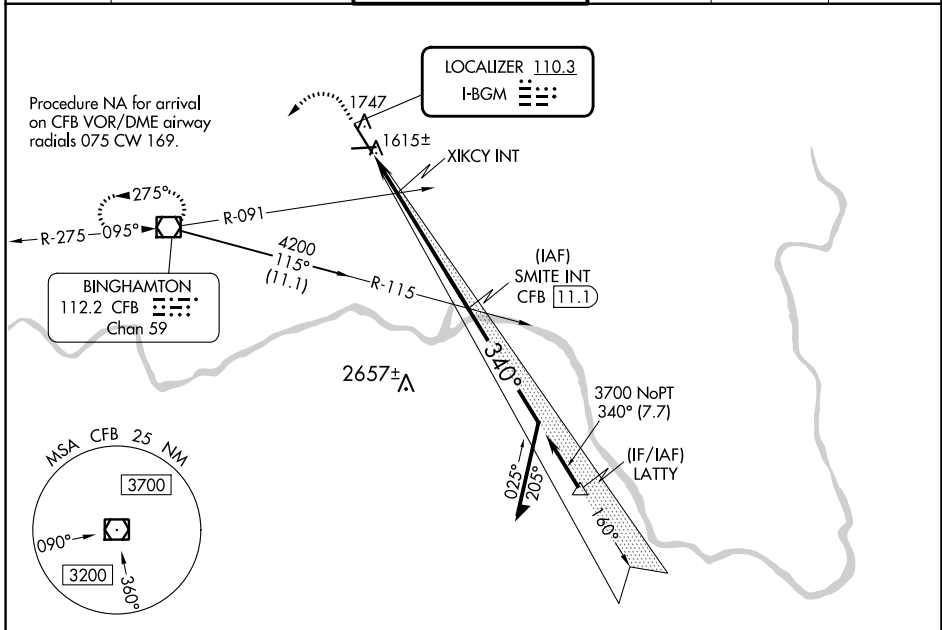 LOCALIZER 110.3
I-BGM
Procedure NA for arrival
on CFB VOR/DME airway
radials 075 CW 169.
1747
1615±
XIKCY INT
275°
R-275
095°
R-091
4200
115°
(11.1)
R-115
(IAF)
SMITE INT
CFB 11.1
BINGHAMTON
112.2 CFB
Chan 59
340°
2657±
3700 NoPT
340° (7.7)
(IF/IAF)
LATTY
025°
205°
160°
MSA CFB 25 NM
3700
090°
3200
360°